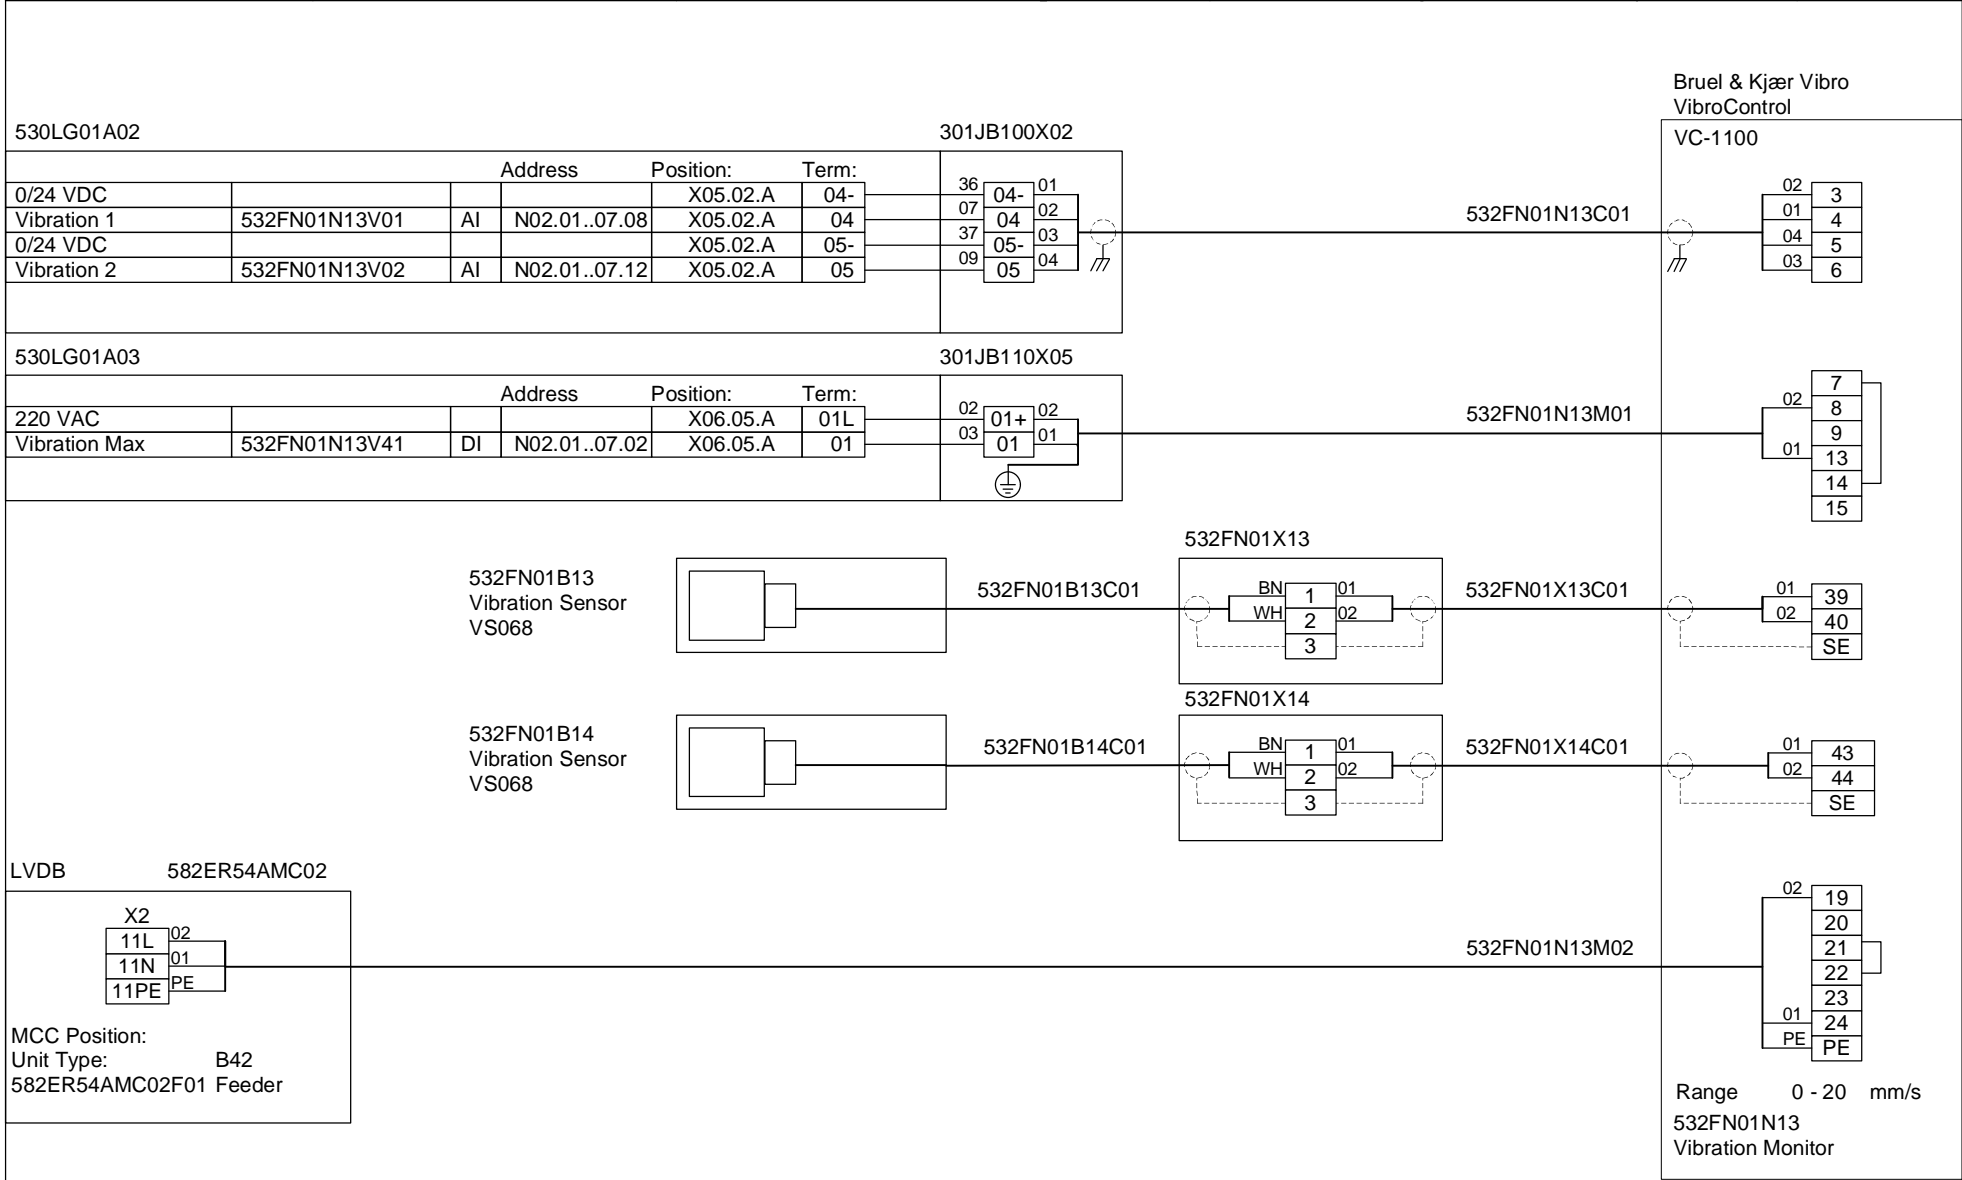 Bruel & Kjær Vibro
VibroControl
VC-1100
530LG01A02 301JB100X02
Address Position: Term:
0/24 VDC X05.02.A 04- 36 04- 01
Vibration 1 532FN01N13V01 AI N02.01..07.08 X05.02.A 04 07 04 02
0/24 VDC X05.02.A 05- 37 05- 03
Vibration 2 532FN01N13V02 AI N02.01..07.12 X05.02.A 05 09 05 04
532FN01N13C01
02 3
01 4
04 5
03 6
530LG01A03 301JB110X05
Address Position: Term:
220 VAC X06.05.A 01L 02 01+ 02
Vibration Max 532FN01N13V41 DI N02.01..07.02 X06.05.A 01 03 01 01
532FN01N13M01
7
02 8
9
01 13
14
15
532FN01X13
532FN01B13
Vibration Sensor
VS068
532FN01B13C01
BN 1 01
WH 2 02
3
532FN01X13C01
01 39
02 40
SE
532FN01X14
532FN01B14
Vibration Sensor
VS068
532FN01B14C01
BN 1 01
WH 2 02
3
532FN01X14C01
01 43
02 44
SE
LVDB 582ER54AMC02
X2
11L 02
11N 01
11PE PE
MCC Position:
Unit Type: B42
582ER54AMC02F01 Feeder
532FN01N13M02
02 19
20
21
22
23
01 24
PE PE
Range 0 - 20 mm/s
532FN01N13
Vibration Monitor